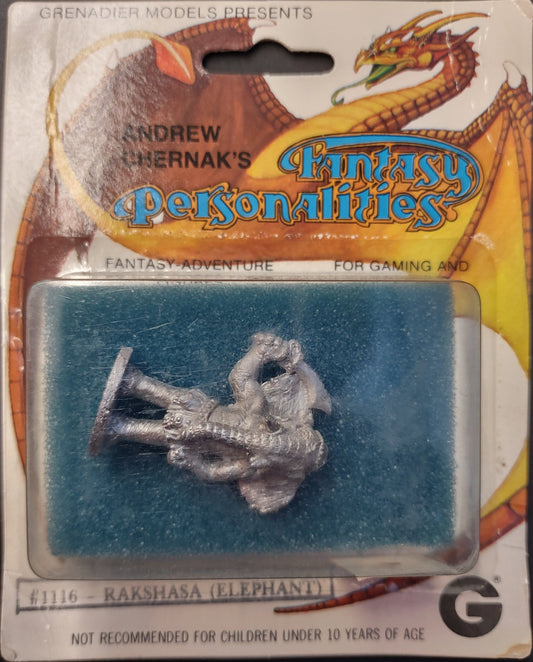 GRENADIER MODELS PRESENTS
ANDREW
CHERNAK'S
Fantasy
Personalities
FANTASY ADVENTURE FOR GAMING AND
#1116 - RAKSHASA (ELEPHANT)
G®
NOT RECOMMENDED FOR CHILDREN UNDER 10 YEARS OF AGE